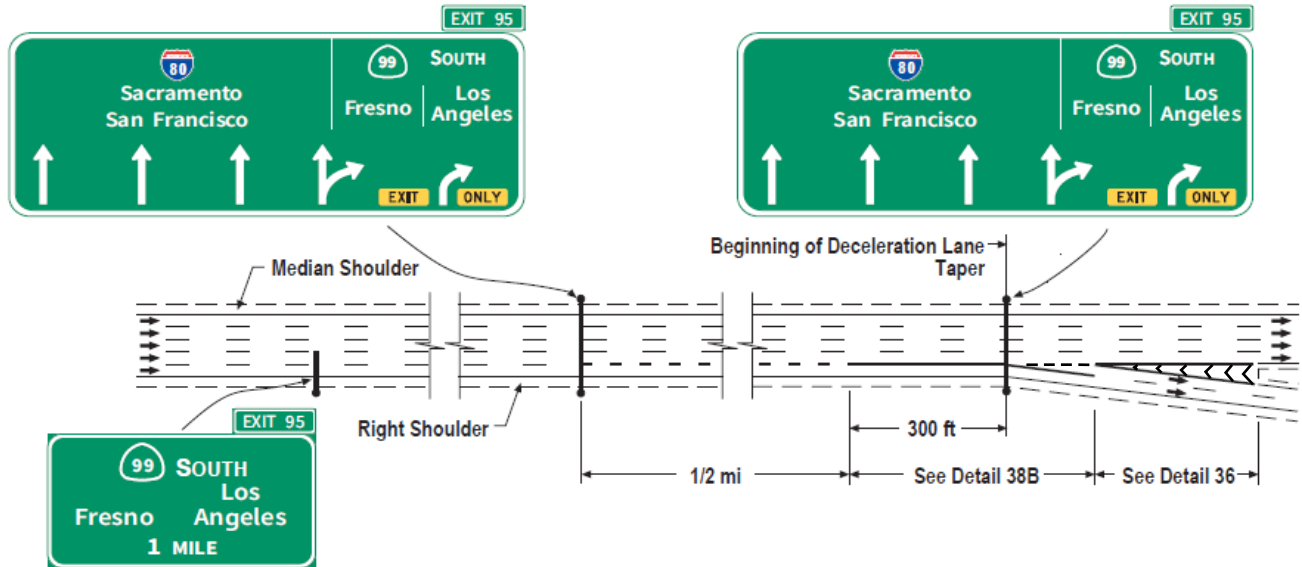 EXIT 95
80
Sacramento
San Francisco
99 SOUTH
Fresno
Los
Angeles
EXIT
ONLY
EXIT 95
80
Sacramento
San Francisco
99 SOUTH
Fresno
Los
Angeles
EXIT
ONLY
Beginning of Deceleration Lane
Taper
Median Shoulder
Right Shoulder
300 ft
1/2 mi
See Detail 38B
See Detail 36
EXIT 95
99 SOUTH
Los
Fresno Angeles
1 MILE